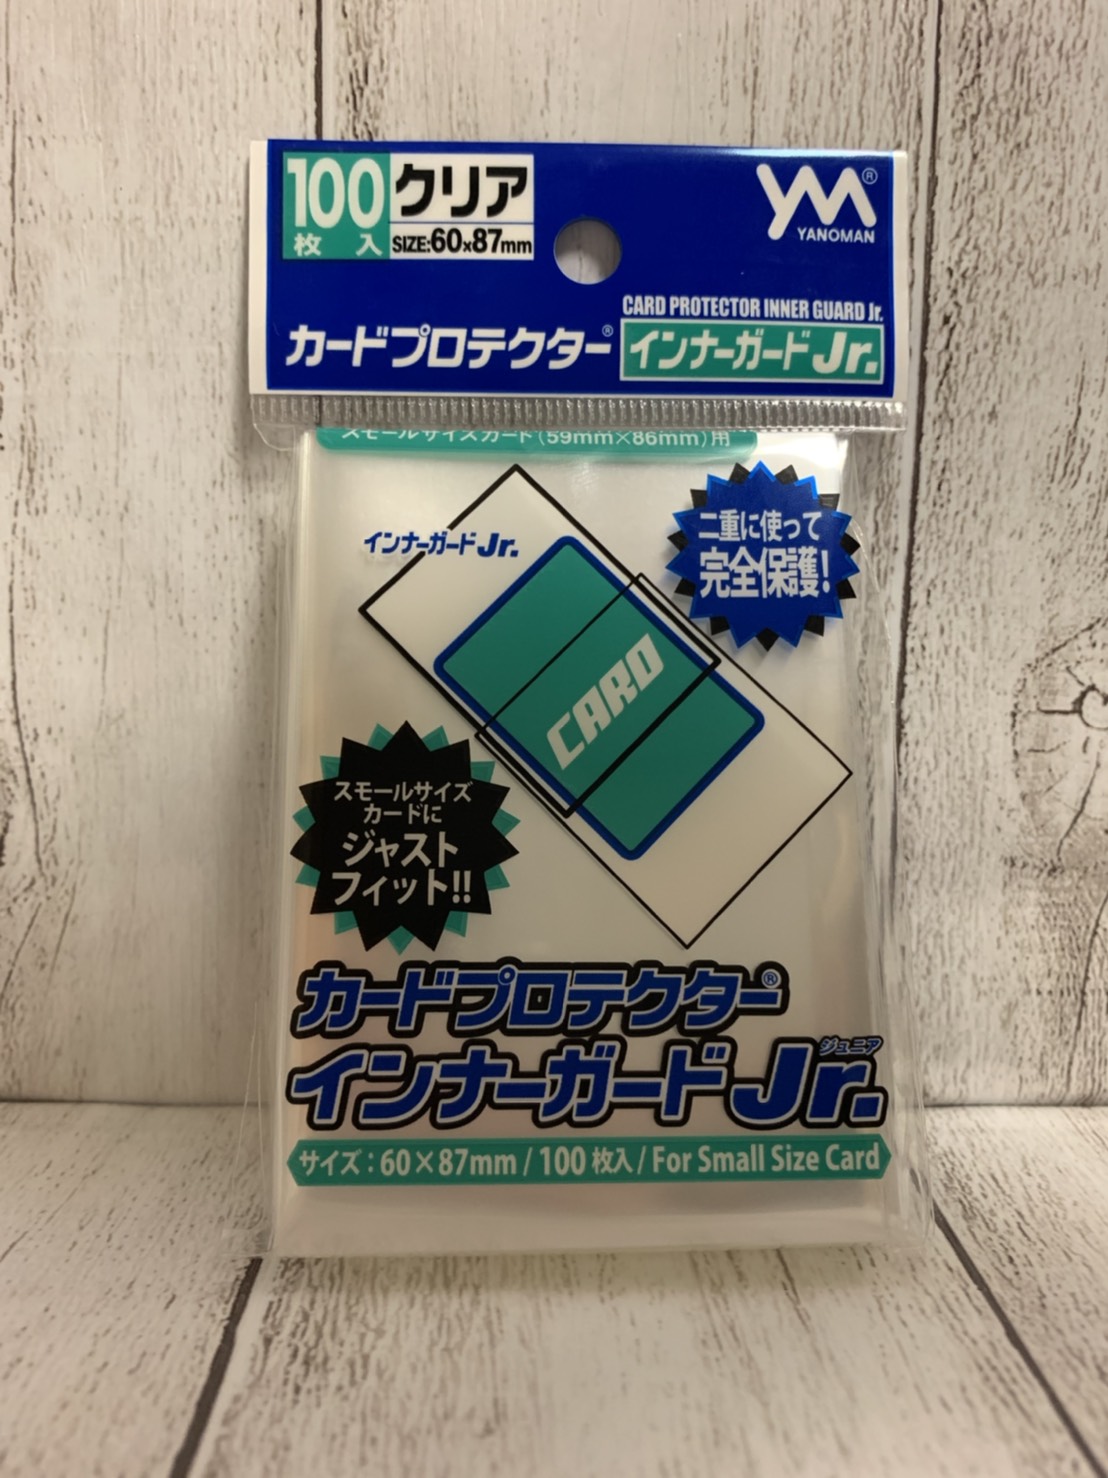 100
枚入
クリア
SIZE:60×87mm
YM®
YANOMAN
CARD PROTECTOR INNER GUARD Jr.
カードプロテクター®
インナーガードJr.
スモールサイズカード(59mm×86mm)用
インナーガードJr.
二重に使って
完全保護!
CARD
スモールサイズ
カードに
ジャスト
フィット!!
カードプロテクター®
ジュニア
インナーガードJr.
サイズ:60×87mm/100枚入/For Small Size Card